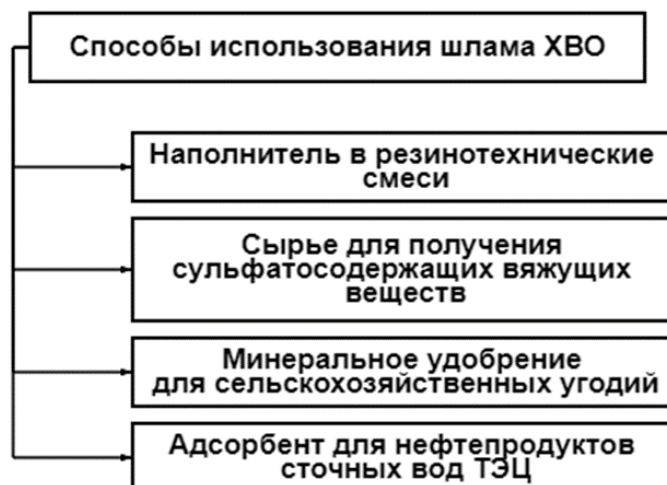 Способы использования шлама ХВО
Наполнитель в резинотехнические
смеси
Сырье для получения
сульфатосодержащих вяжущих
веществ
Минеральное удобрение
для сельскохозяйственных угодий
Адсорбент для нефтепродуктов
сточных вод ТЭЦ